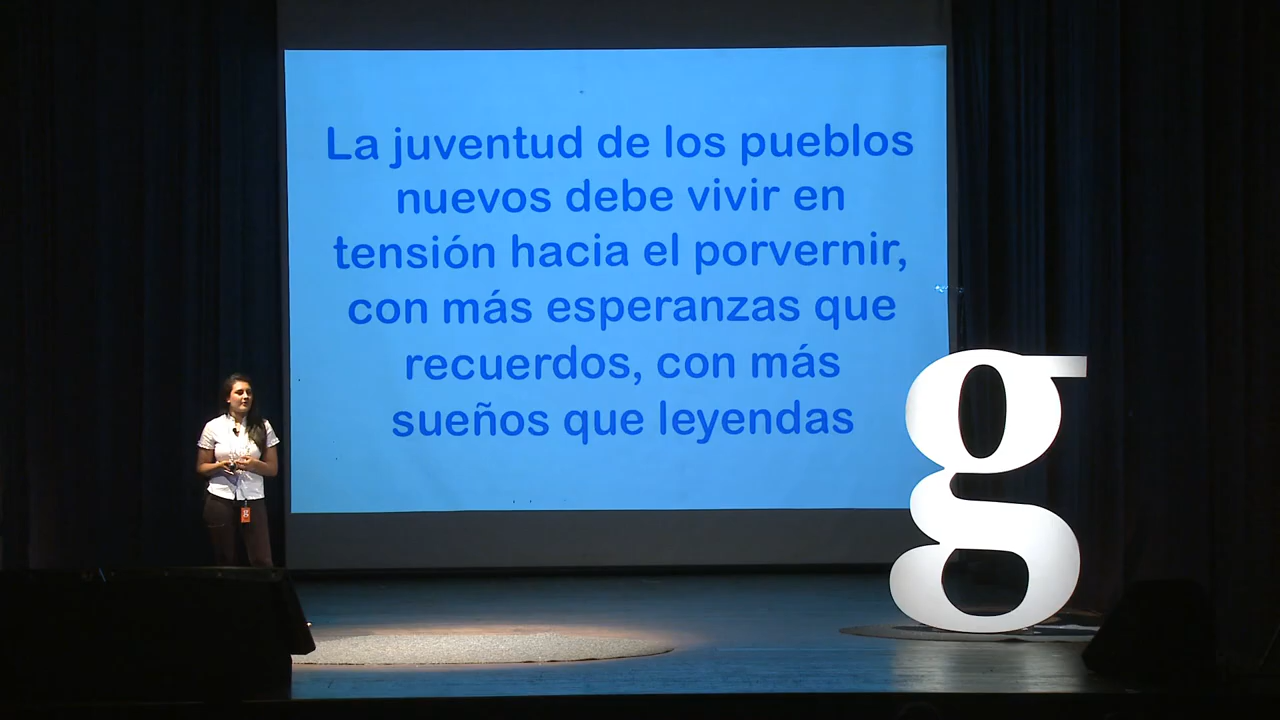 La juventud de los pueblos
nuevos debe vivir en
tensión hacia el porvernir,
con más esperanzas que
recuerdos, con más
sueños que leyendas
g